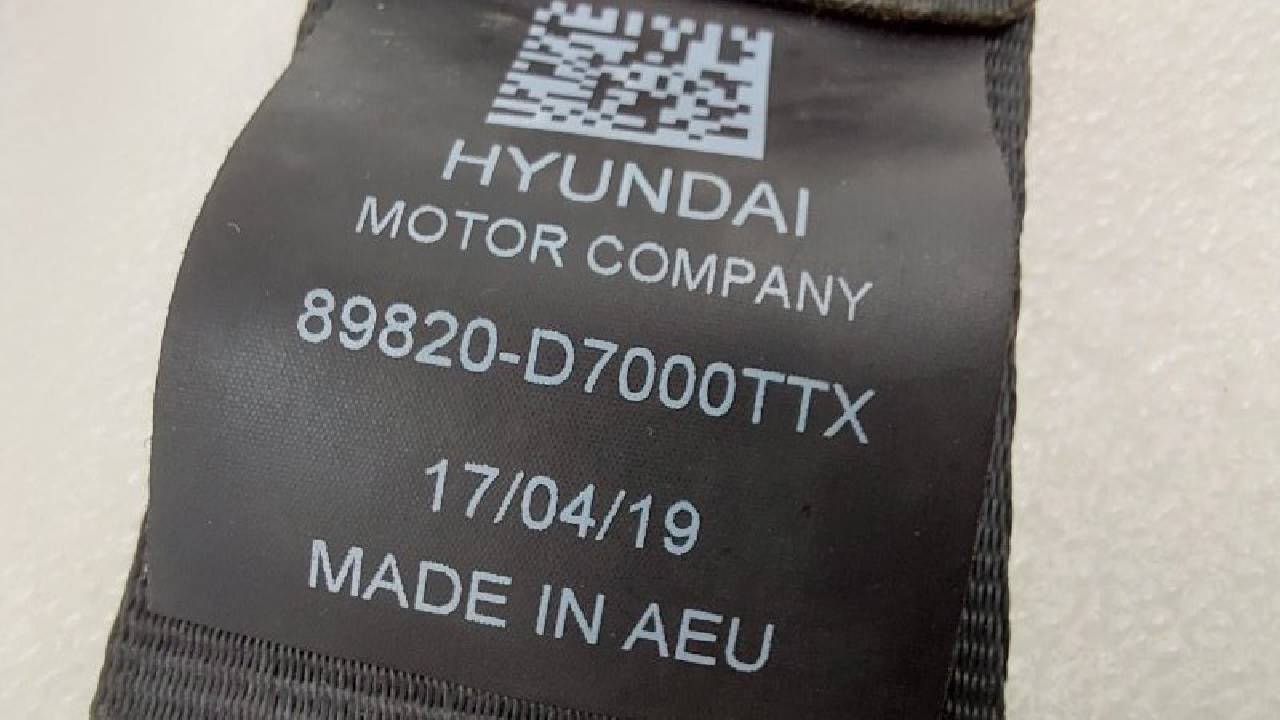 HYUNDAI
MOTOR COMPANY
89820-D7000TTX
17/04/19
MADE IN AEU